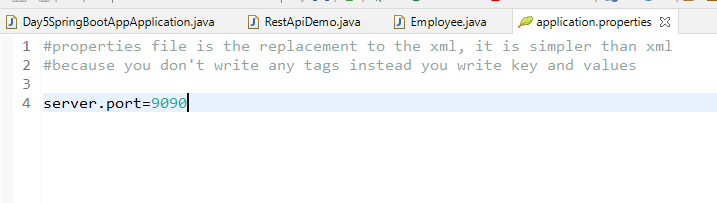 Day5SpringBootAppApplication.java RestApiDemo.java Employee.java application.properties
1 #properties file is the replacement to the xml, it is simpler than xml
2 #because you don't write any tags instead you write key and values
3
4 server.port=9090